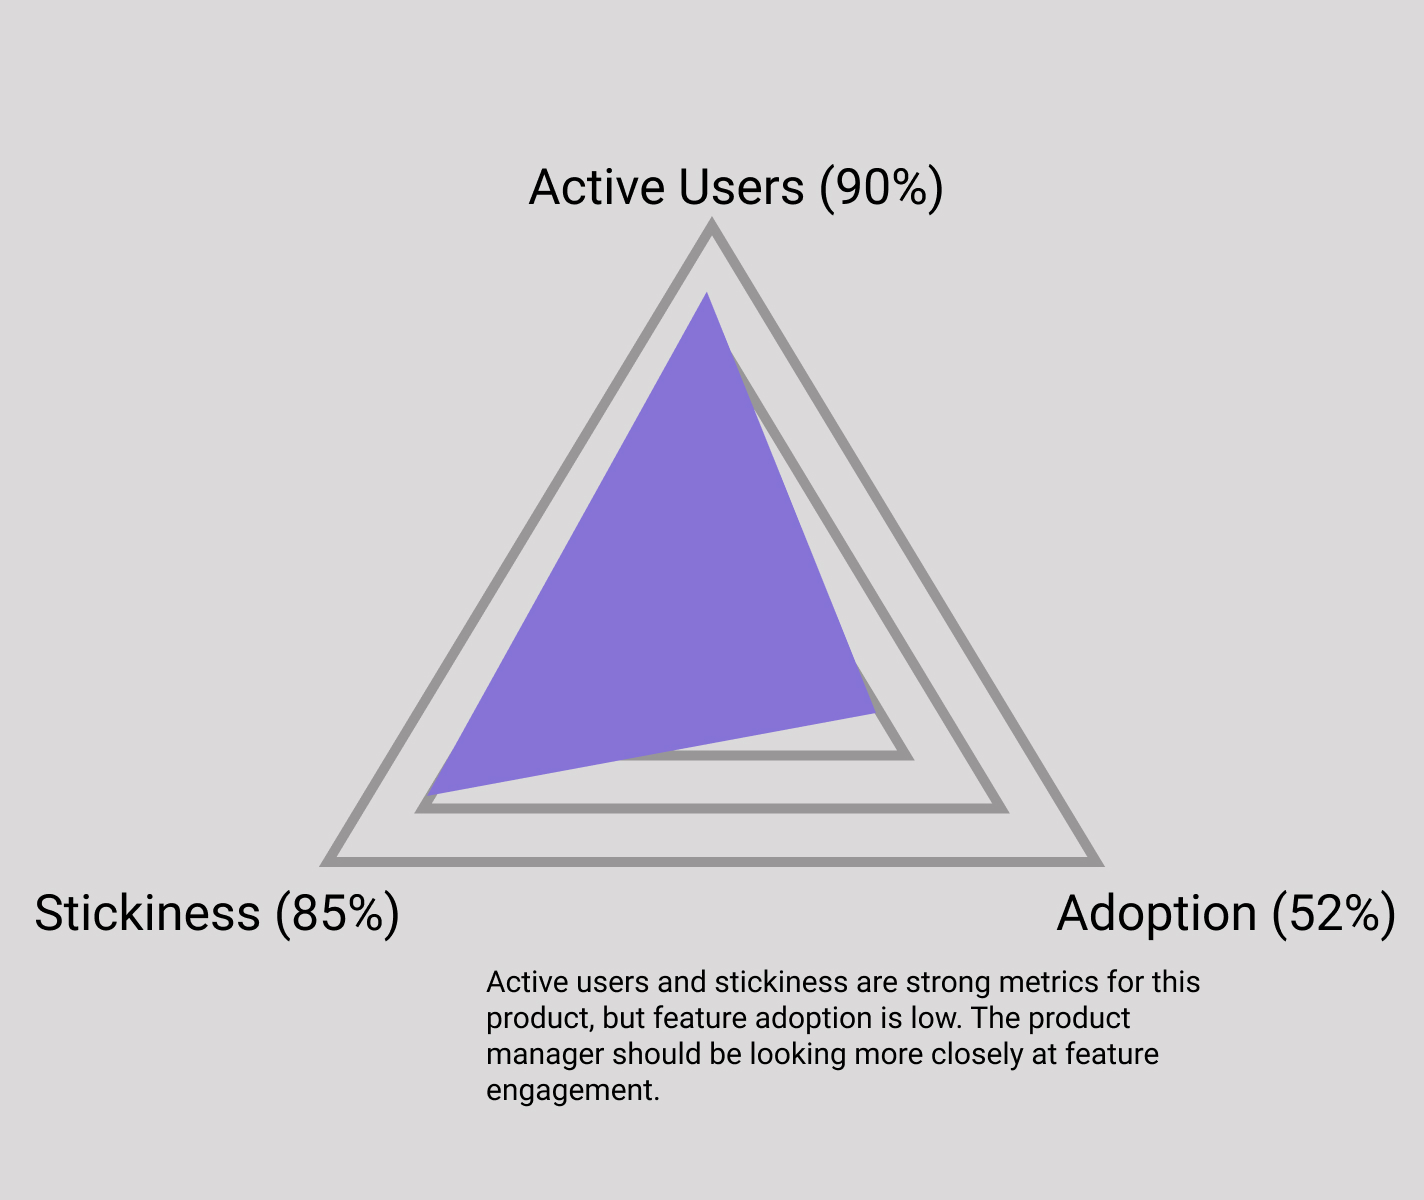 Active Users (90%)
Stickiness (85%)
Adoption (52%)
Active users and stickiness are strong metrics for this
product, but feature adoption is low. The product
manager should be looking more closely at feature
engagement.